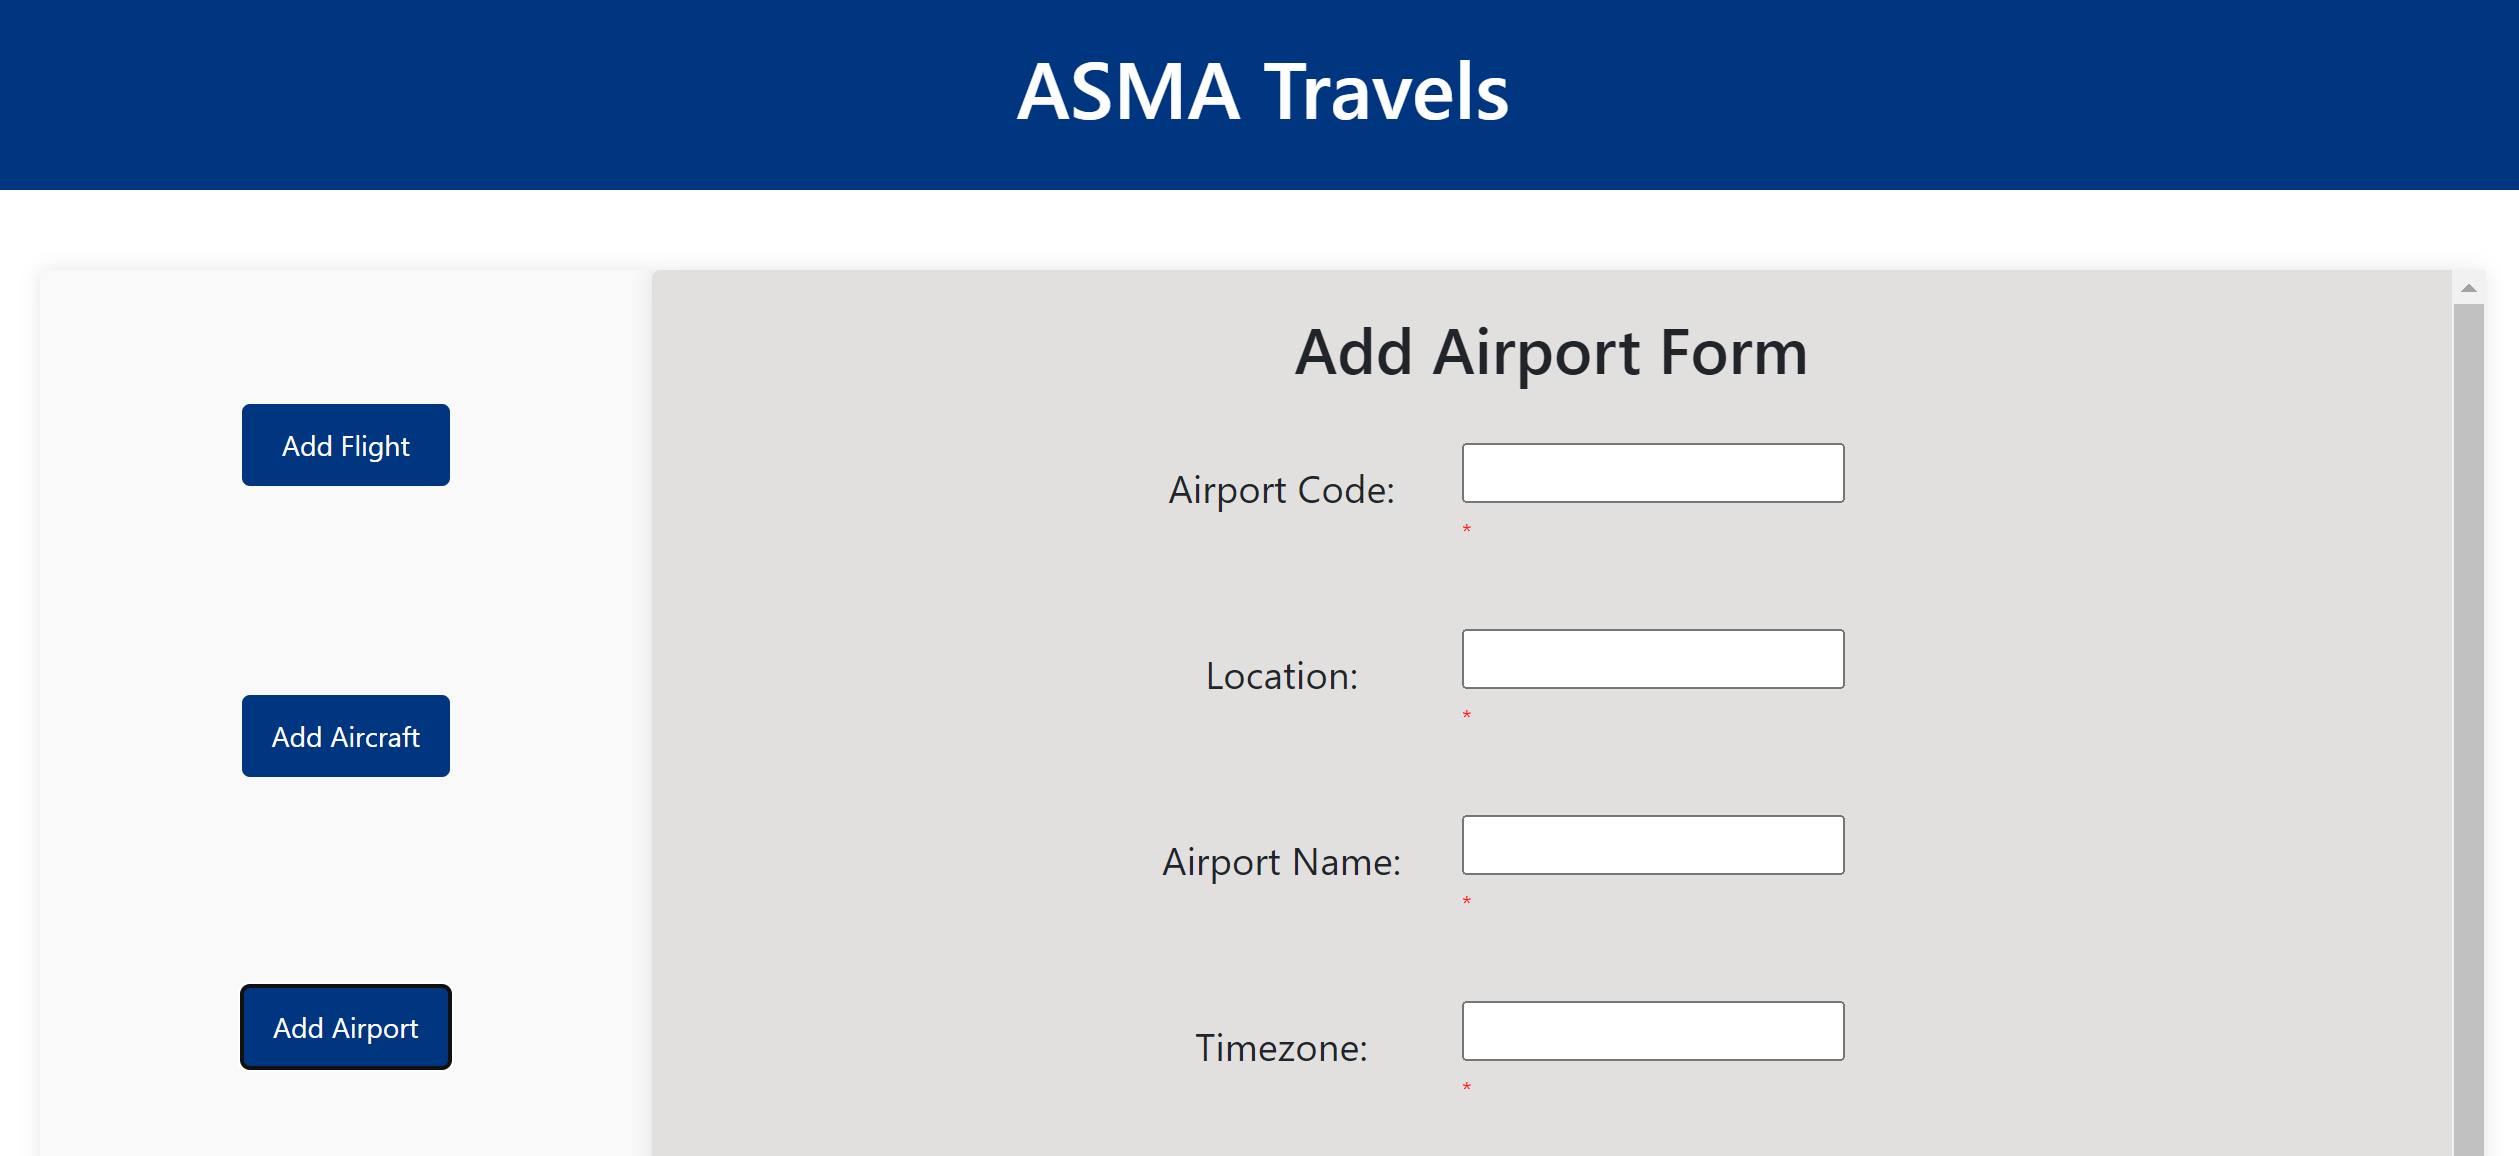 ASMA Travels
Add Flight
Add Aircraft
Add Airport
Add Airport Form
Airport Code:
*
Location:
*
Airport Name:
*
Timezone:
*